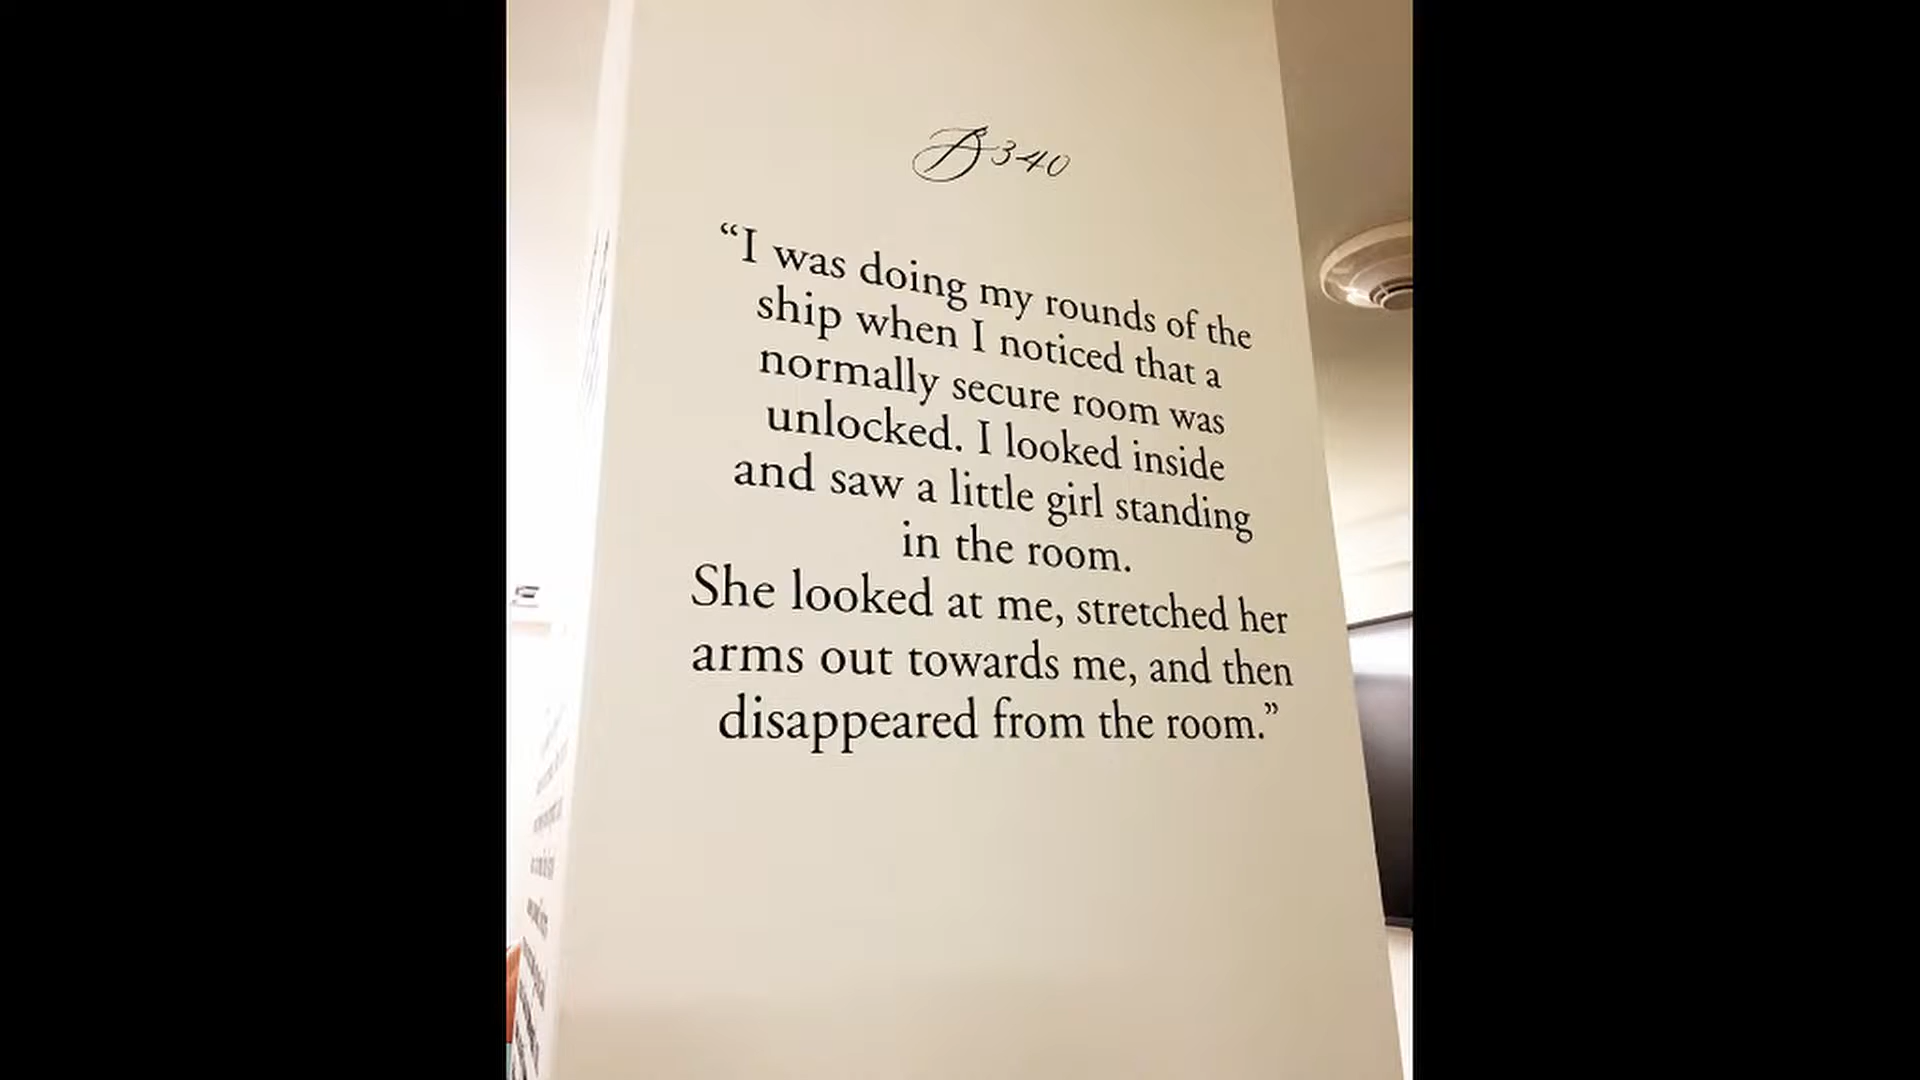 B340
“I was doing my rounds of the
ship when I noticed that a
normally secure room was
unlocked. I looked inside
and saw a little girl standing
in the room.
She looked at me, stretched her
arms out towards me, and then
disappeared from the room.”